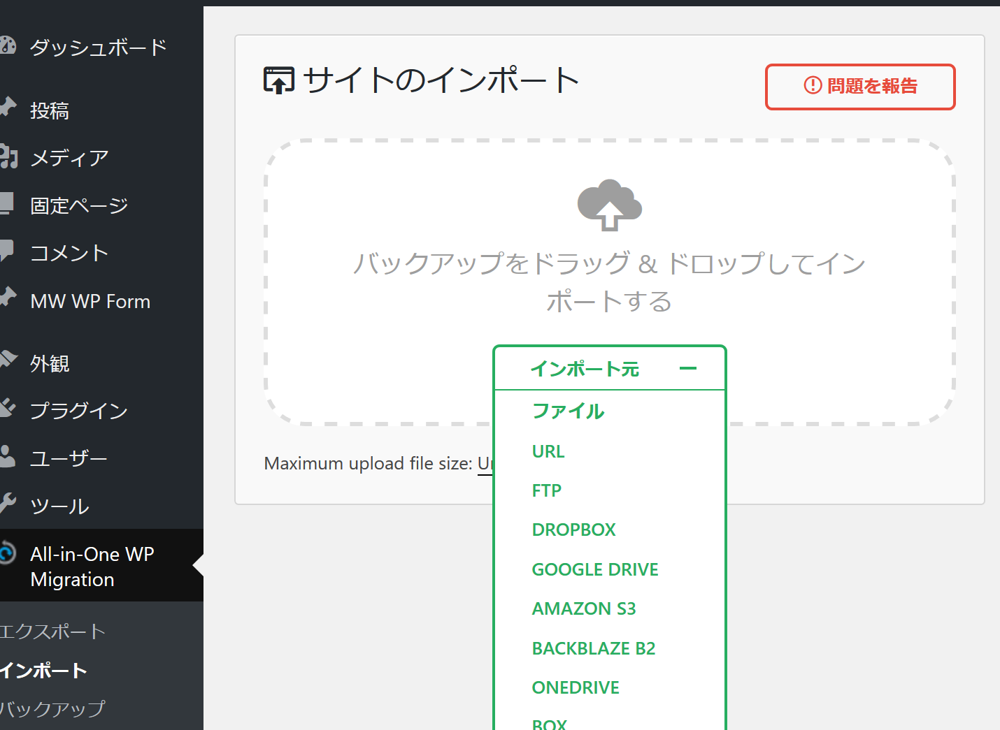 ダッシュボード
投稿
メディア
固定ページ
コメント
MW WP Form
外観
プラグイン
ユーザー
ツール
All-in-One WP
Migration
エクスポート
インポート
バックアップ
サイトのインポート
問題を報告
バックアップをドラッグ & ドロップしてイン
ポートする
インポート元
ファイル
URL
FTP
DROPBOX
GOOGLE DRIVE
AMAZON S3
BACKBLAZE B2
ONEDRIVE
BOX
Maximum upload file size: